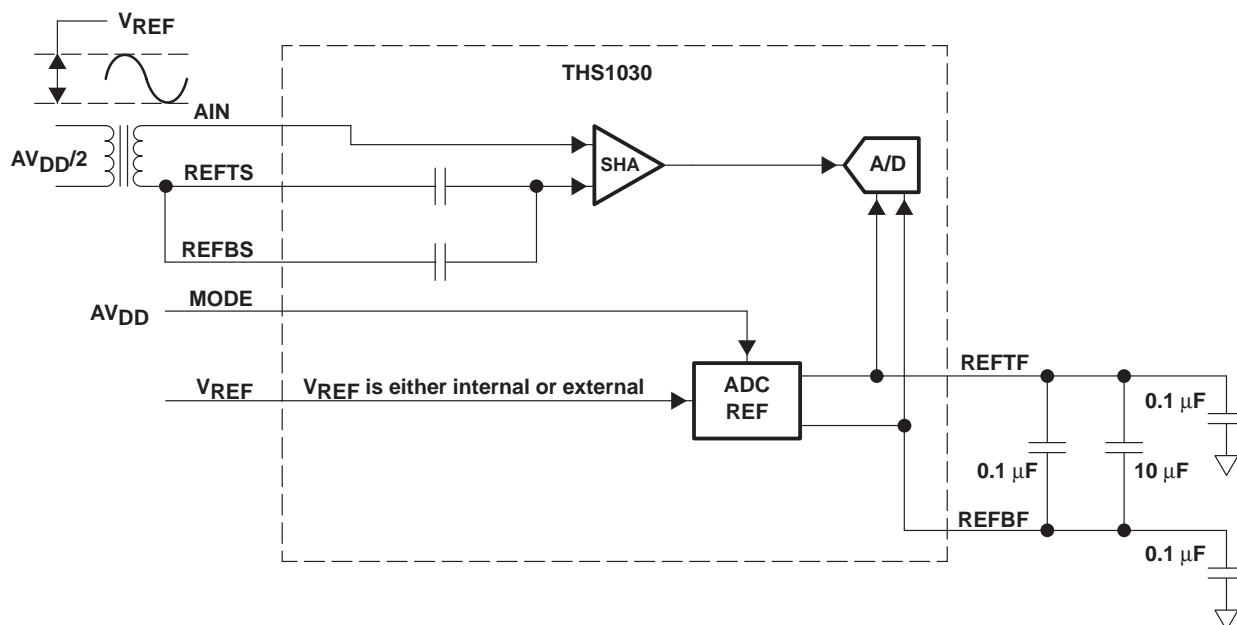 VREF
THS1030
AIN
SHA
A/D
AVDD/2
REFTS
REFBS
MODE
AVDD
VREF
VREF is either internal or external
ADC
REF
REFTF
0.1 μF
0.1 μF
10 μF
REFBF
0.1 μF